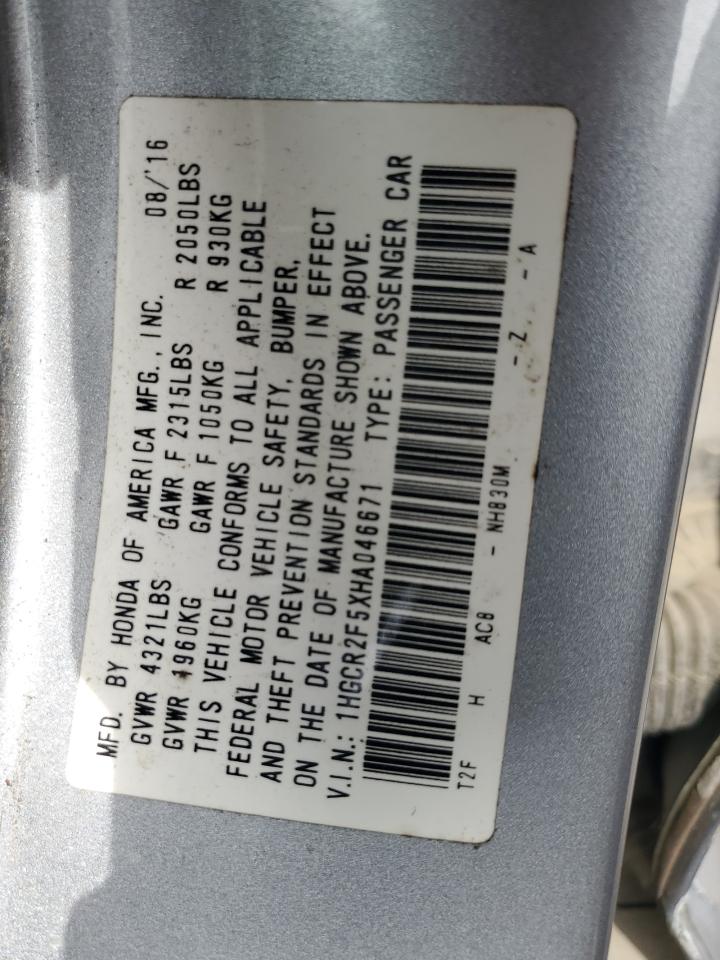 MFD. BY HONDA OF AMERICA MFG., INC. 08/'16
GVWR 4321LBS GAWR F 2315LBS R 2050LBS
GVWR 1960KG GAWR F 1050KG R 930KG
THIS VEHICLE CONFORMS TO ALL APPLICABLE
FEDERAL MOTOR VEHICLE SAFETY, BUMPER,
AND THEFT PREVENTION STANDARDS IN EFFECT
ON THE DATE OF MANUFACTURE SHOWN ABOVE.
V.I.N.: 1HGCR2F5XHA046671 TYPE: PASSENGER CAR
T2F H AC8 - NH830M - Z - A